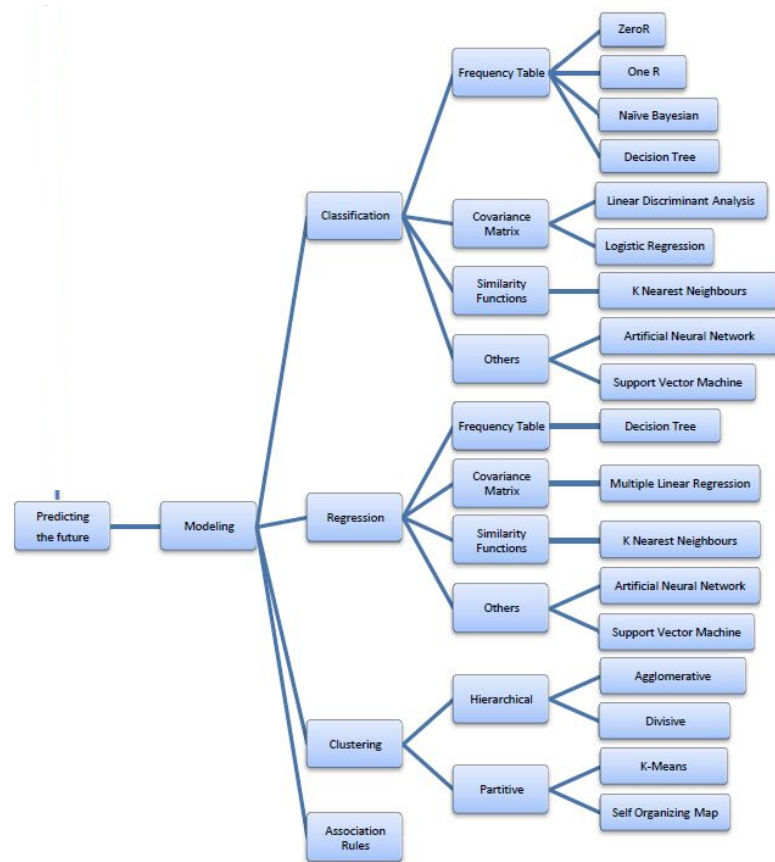 ZeroR
Frequency Table
One R
Naïve Bayesian
Decision Tree
Classification
Covariance
Matrix
Linear Discriminant Analysis
Logistic Regression
Similarity
Functions
K Nearest Neighbours
Others
Artificial Neural Network
Support Vector Machine
Predicting
the future
Modeling
Regression
Frequency Table
Decision Tree
Covariance
Matrix
Multiple Linear Regression
Similarity
Functions
K Nearest Neighbours
Others
Artificial Neural Network
Support Vector Machine
Clustering
Hierarchical
Agglomerative
Divisive
Partitive
K-Means
Self Organizing Map
Association
Rules